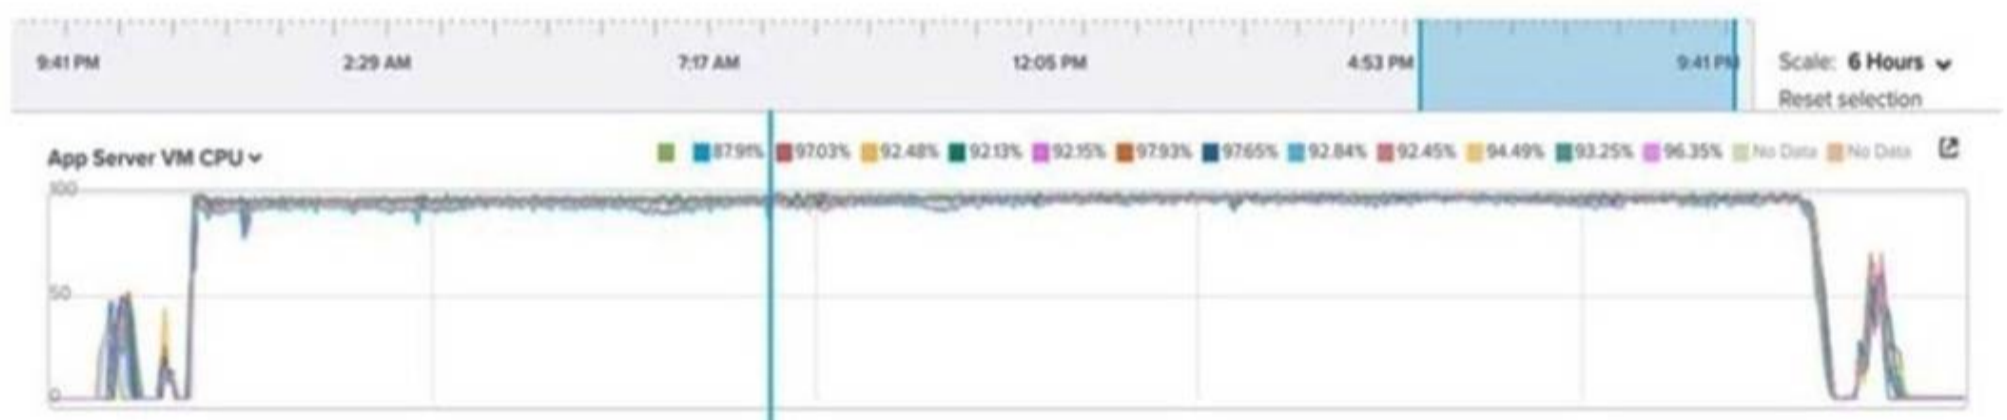 9:41 PM 2:29 AM 7:17 AM 12:05 PM 4:53 PM 9:41 PM Scale: 6 Hours
Reset selection
App Server VM CPU 87.91% 97.03% 92.48% 92.13% 92.15% 97.93% 97.65% 92.84% 92.45% 94.49% 93.25% 96.35% No Data No Data
100
50
0